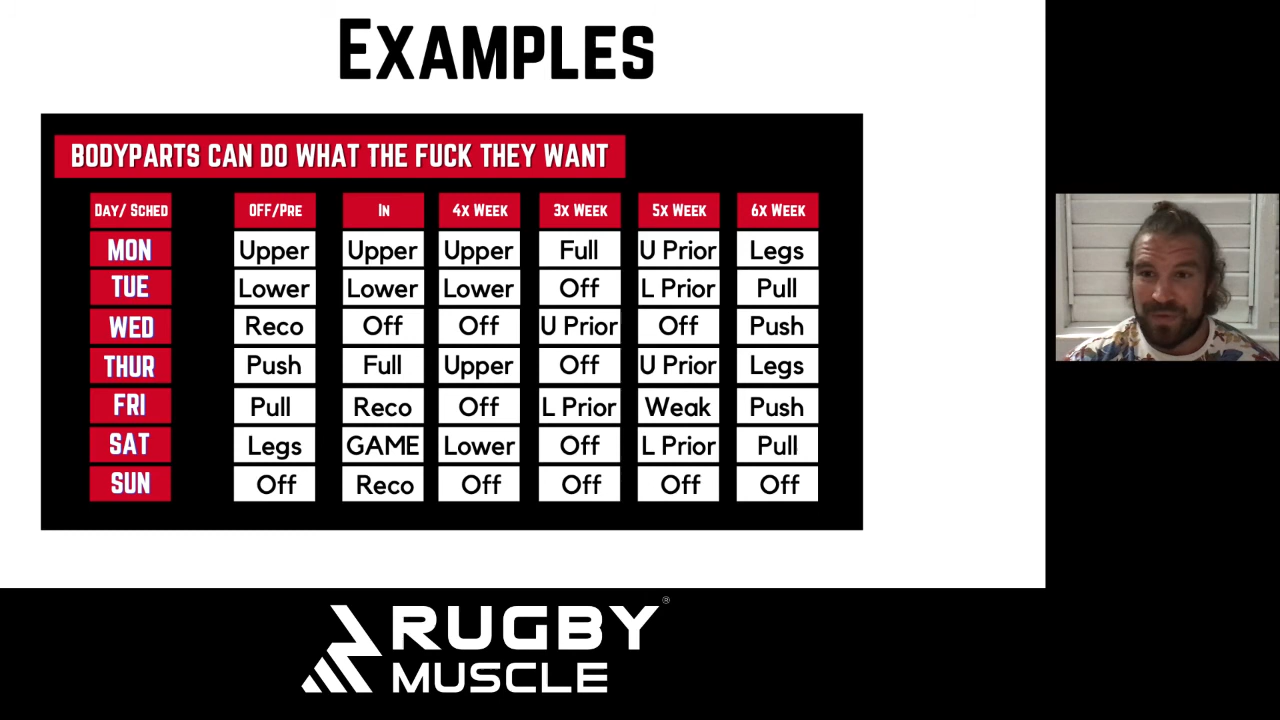 EXAMPLES
BODYPARTS CAN DO WHAT THE FUCK THEY WANT
DAY/ SCHED OFF/PRE IN 4X WEEK 3X WEEK 5X WEEK 6X WEEK
MON Upper Upper Upper Full U Prior Legs
TUE Lower Lower Lower Off L Prior Pull
WED Reco Off Off U Prior Off Push
THUR Push Full Upper Off U Prior Legs
FRI Pull Reco Off L Prior Weak Push
SAT Legs GAME Lower Off L Prior Pull
SUN Off Reco Off Off Off Off
RUGBY ®
MUSCLE